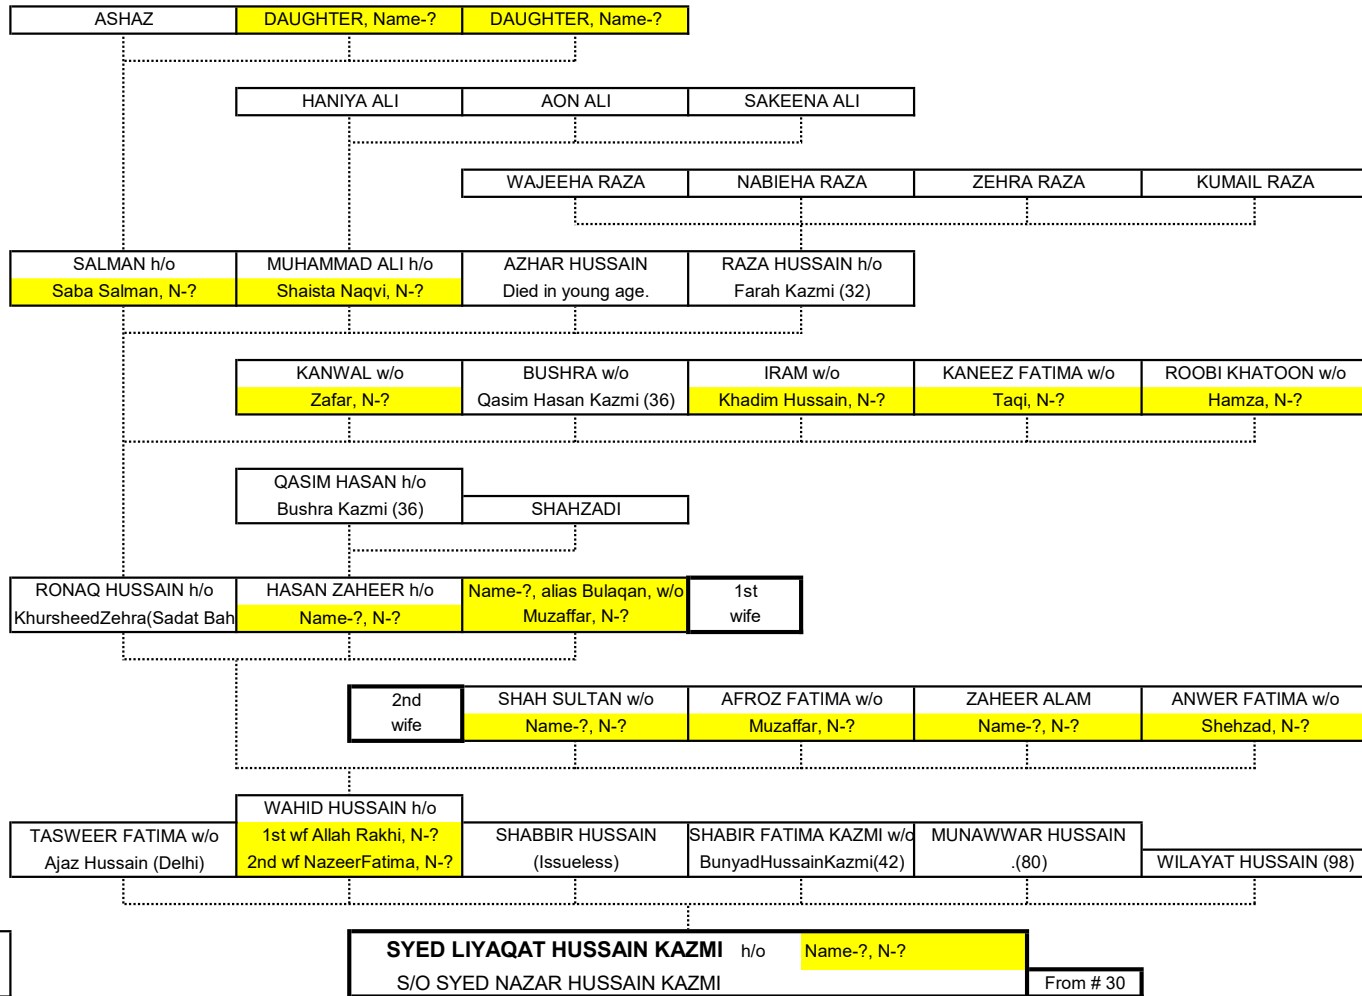 ASHAZ DAUGHTER, Name-? DAUGHTER, Name-?
HANIYA ALI AON ALI SAKEENA ALI
WAJEEHA RAZA NABIEHA RAZA ZEHRA RAZA KUMAIL RAZA
SALMAN h/o MUHAMMAD ALI h/o AZHAR HUSSAIN RAZA HUSSAIN h/o
Saba Salman, N-? Shaista Naqvi, N-? Died in young age. Farah Kazmi (32)
KANWAL w/o BUSHRA w/o IRAM w/o KANEEZ FATIMA w/o ROOBI KHATOON w/o
Zafar, N-? Qasim Hasan Kazmi (36) Khadim Hussain, N-? Taqi, N-? Hamza, N-?
QASIM HASAN h/o
Bushra Kazmi (36) SHAHZADI
RONAQ HUSSAIN h/o HASAN ZAHEER h/o Name-?, alias Bulaqan, w/o 1st
KhursheedZehra(Sadat Bah Name-?, N-? Muzaffar, N-? wife
2nd SHAH SULTAN w/o AFROZ FATIMA w/o ZAHEER ALAM ANWER FATIMA w/o
wife Name-?, N-? Muzaffar, N-? Name-?, N-? Shehzad, N-?
WAHID HUSSAIN h/o
TASWEER FATIMA w/o 1st wf Allah Rakhi, N-? SHABBIR HUSSAIN SHABIR FATIMA KAZMI w/o MUNAWWAR HUSSAIN
Ajaz Hussain (Delhi) 2nd wf NazeerFatima, N-? (Issueless) BunyadHussainKazmi(42) .(80) WILAYAT HUSSAIN (98)
SYED LIYAQAT HUSSAIN KAZMI h/o Name-?, N-?
S/O SYED NAZAR HUSSAIN KAZMI From # 30